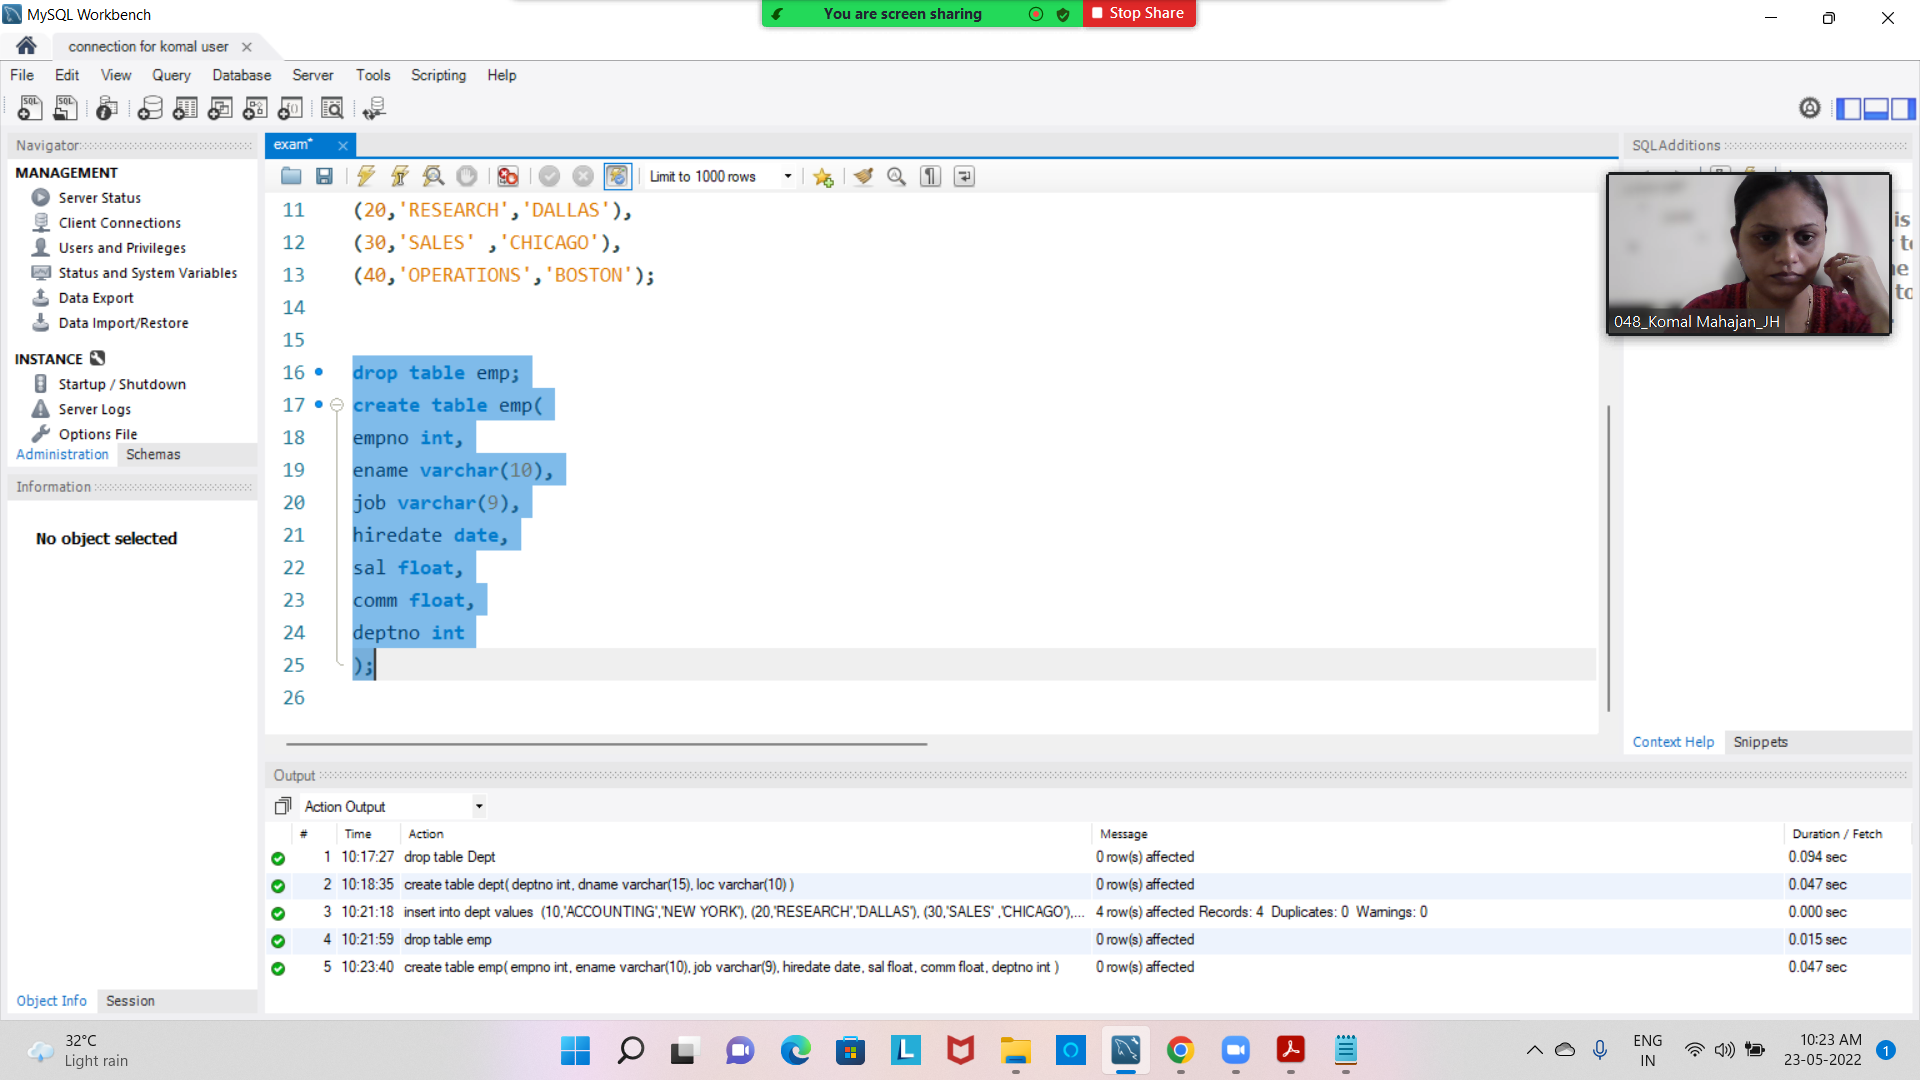 MySQL Workbench
You are screen sharing
Stop Share
connection for komal user
File Edit View Query Database Server Tools Scripting Help
Navigator
exam*
SQLAdditions
MANAGEMENT
Server Status
Client Connections
Users and Privileges
Status and System Variables
Data Export
Data Import/Restore
INSTANCE
Startup / Shutdown
Server Logs
Options File
Administration Schemas
Information
No object selected
Object Info Session
Limit to 1000 rows
11 (20,'RESEARCH','DALLAS'),
12 (30,'SALES' ,'CHICAGO'),
13 (40,'OPERATIONS','BOSTON');
14
15
16 drop table emp;
17 create table emp(
18 empno int,
19 ename varchar(10),
20 job varchar(9),
21 hiredate date,
22 sal float,
23 comm float,
24 deptno int
25 );
26
048_Komal Mahajan_JH
Context Help Snippets
Output
Action Output
# Time Action Message Duration / Fetch
1 10:17:27 drop table Dept 0 row(s) affected 0.094 sec
2 10:18:35 create table dept( deptno int, dname varchar(15), loc varchar(10) ) 0 row(s) affected 0.047 sec
3 10:21:18 insert into dept values (10,'ACCOUNTING','NEW YORK'), (20,'RESEARCH','DALLAS'), (30,'SALES' ,'CHICAGO'),... 4 row(s) affected Records: 4 Duplicates: 0 Warnings: 0 0.000 sec
4 10:21:59 drop table emp 0 row(s) affected 0.015 sec
5 10:23:40 create table emp( empno int, ename varchar(10), job varchar(9), hiredate date, sal float, comm float, deptno int ) 0 row(s) affected 0.047 sec
32°C
Light rain
ENG
IN
10:23 AM
23-05-2022
1